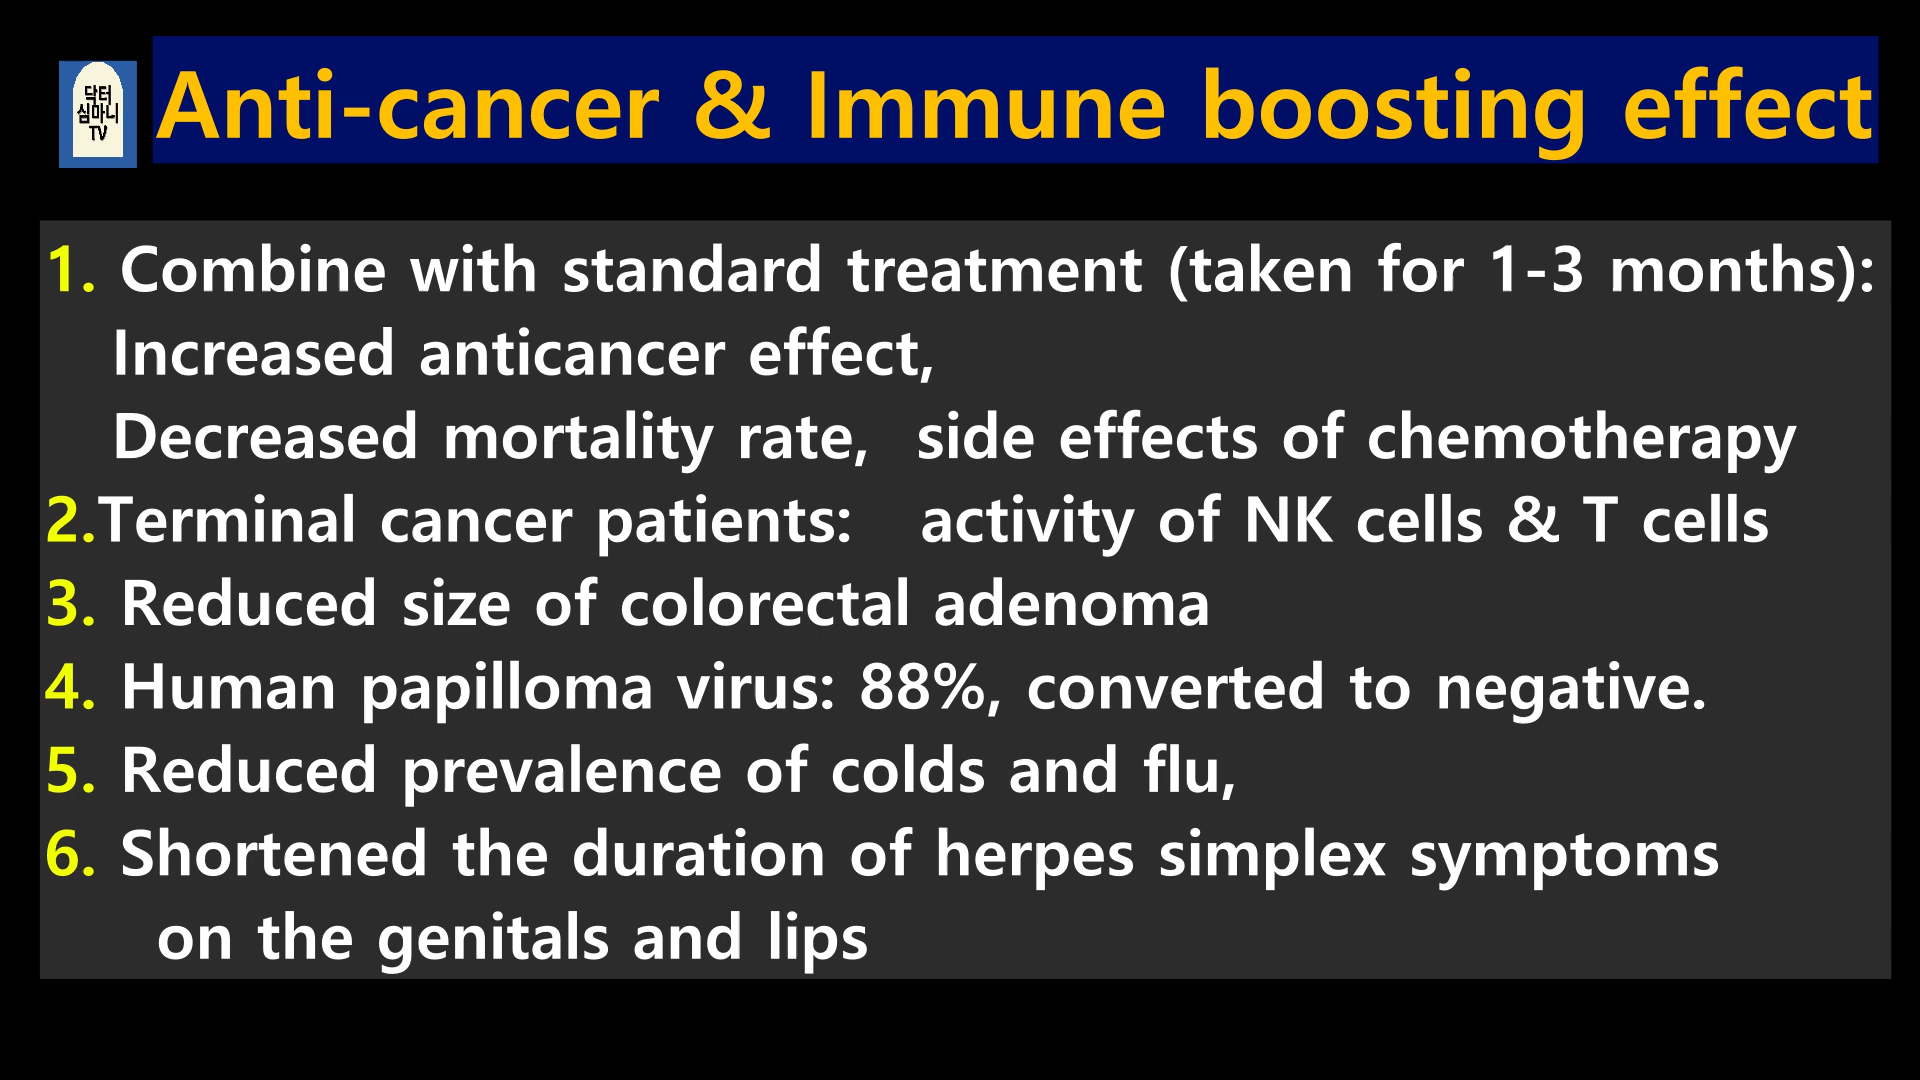 닥터
심마니
TV
Anti-cancer & Immune boosting effect
1. Combine with standard treatment (taken for 1-3 months):
Increased anticancer effect,
Decreased mortality rate, side effects of chemotherapy
2.Terminal cancer patients: activity of NK cells & T cells
3. Reduced size of colorectal adenoma
4. Human papilloma virus: 88%, converted to negative.
5. Reduced prevalence of colds and flu,
6. Shortened the duration of herpes simplex symptoms
on the genitals and lips